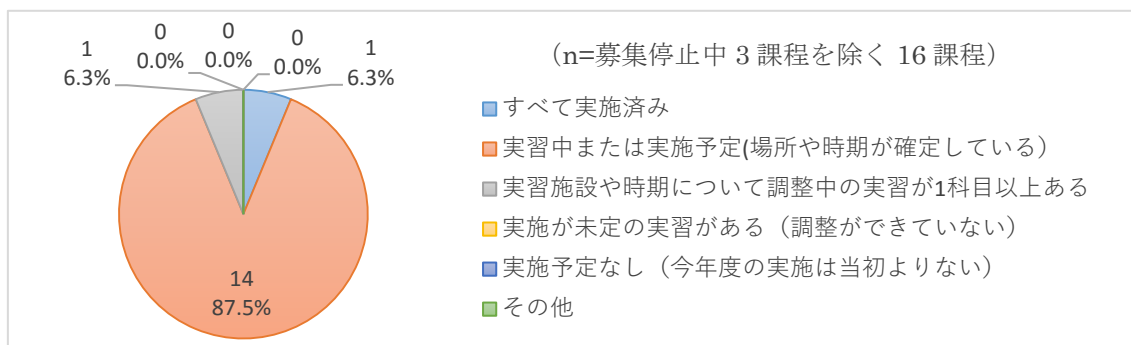 0
0.0%
0
0.0%
1
6.3%
1
6.3%
14
87.5%
（n=募集停止中 3 課程を除く 16 課程）
すべて実施済み
実習中または実施予定(場所や時期が確定している）
実習施設や時期について調整中の実習が1科目以上ある
実施が未定の実習がある（調整ができていない）
実施予定なし（今年度の実施は当初よりない）
その他